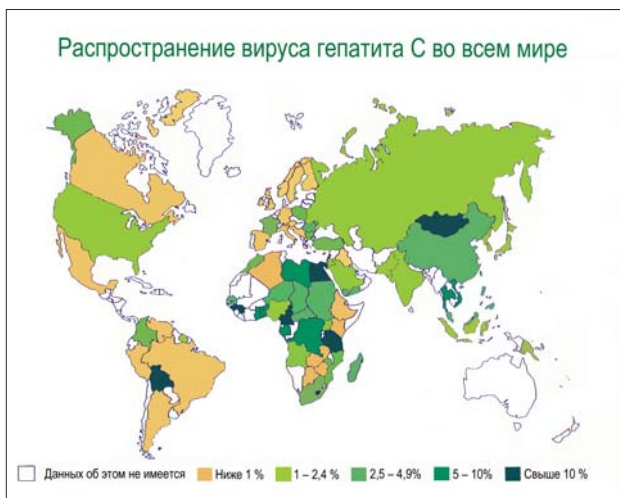 Распространение вируса гепатита С во всем мире
Данных об этом не имеется Ниже 1 % 1 – 2,4 % 2,5 – 4,9% 5 – 10% Свыше 10 %